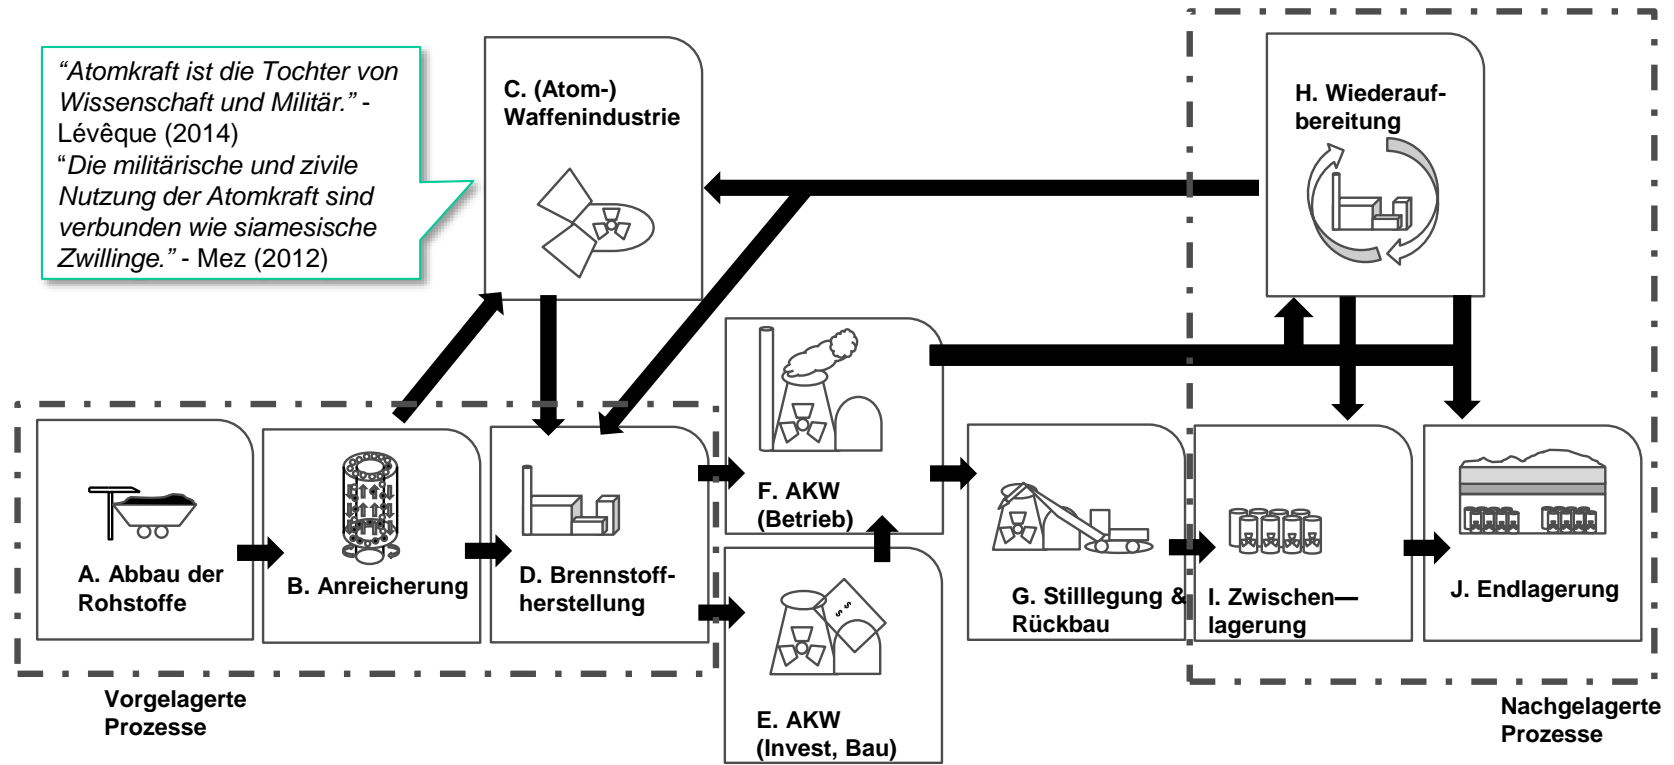 “Atomkraft ist die Tochter von
Wissenschaft und Militär.” -
Lévêque (2014)
“Die militärische und zivile
Nutzung der Atomkraft sind
verbunden wie siamesische
Zwillinge.” - Mez (2012)
C. (Atom-)
Waffenindustrie
H. Wiederauf-
bereitung
A. Abbau der
Rohstoffe
B. Anreicherung
D. Brennstoff-
herstellung
F. AKW
(Betrieb)
$ $
E. AKW
(Invest, Bau)
G. Stilllegung &
Rückbau
I. Zwischen—
lagerung
J. Endlagerung
Vorgelagerte
Prozesse
Nachgelagerte
Prozesse